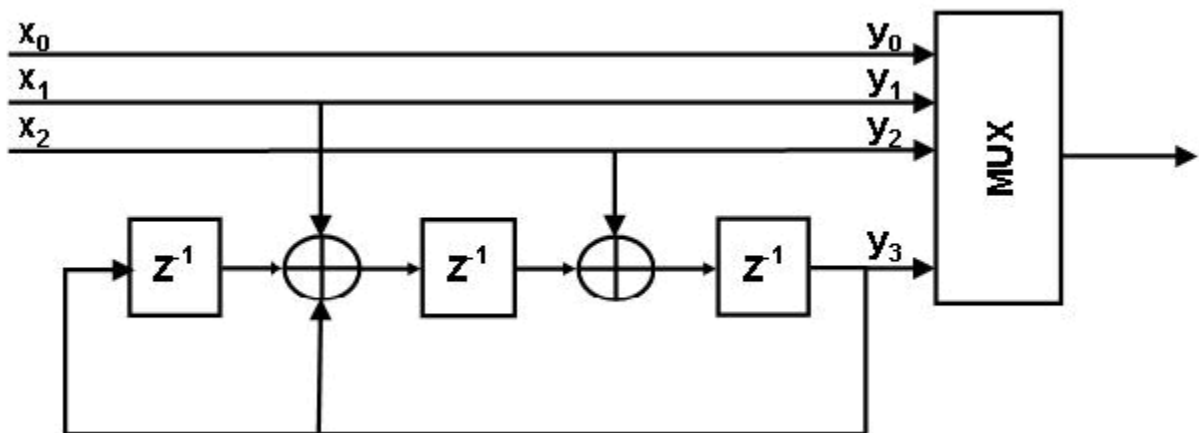 x₀ y₀
x₁ y₁
x₂ y₂
MUX
y₃
z⁻¹ z⁻¹ z⁻¹